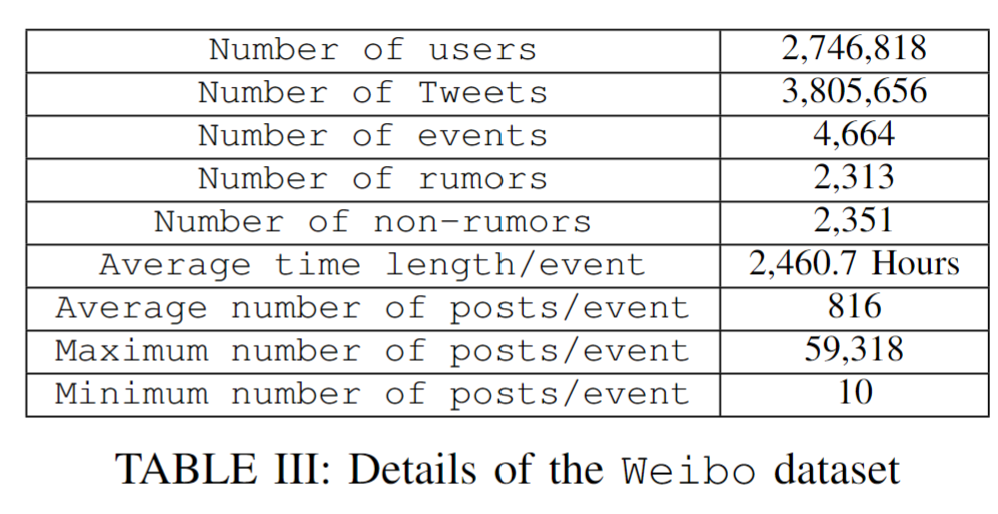 Number of users 2,746,818
Number of Tweets 3,805,656
Number of events 4,664
Number of rumors 2,313
Number of non-rumors 2,351
Average time length/event 2,460.7 Hours
Average number of posts/event 816
Maximum number of posts/event 59,318
Minimum number of posts/event 10
TABLE III: Details of the Weibo dataset